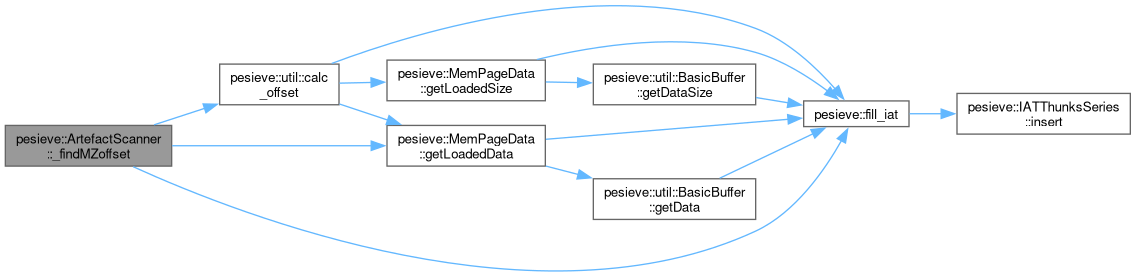 pesieve::ArtefactScanner
::_findMZoffset
pesieve::util::calc
_offset
pesieve::MemPageData
::getLoadedSize
pesieve::MemPageData
::getLoadedData
pesieve::util::BasicBuffer
::getDataSize
pesieve::util::BasicBuffer
::getData
pesieve::fill_iat
pesieve::IATThunksSeries
::insert